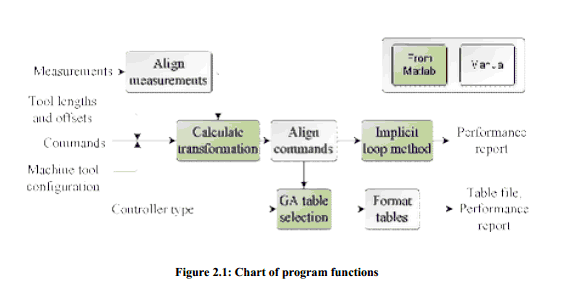 Measurements
Align
measurements
From
Matlab
Tool lengths
and offsets
Commands
Calculate
transformation
Align
commands
Implicit
loop method
Performance
report
Machine tool
configuration
Controller type
GA table
selection
Format
tables
Table file,
Performance
report
Figure 2.1: Chart of program functions